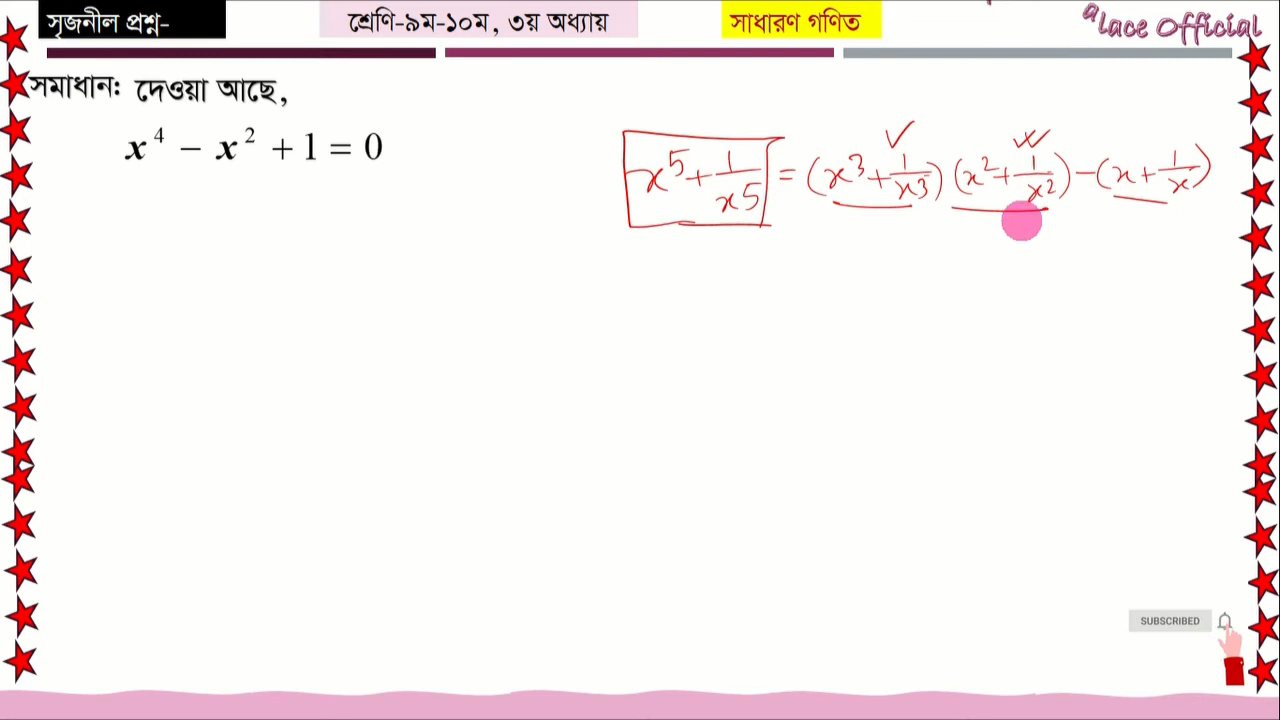 সৃজনীল প্রশ্ন-
শ্রেণি-৯ম-১০ম, ৩য় অধ্যায়
সাধারণ গণিত
lace Official
সমাধান: দেওয়া আছে,
x⁴ − x² + 1 = 0
x⁵ + 1/x⁵ = (x³ + 1/x³) (x² + 1/x²) − (x + 1/x)
SUBSCRIBED